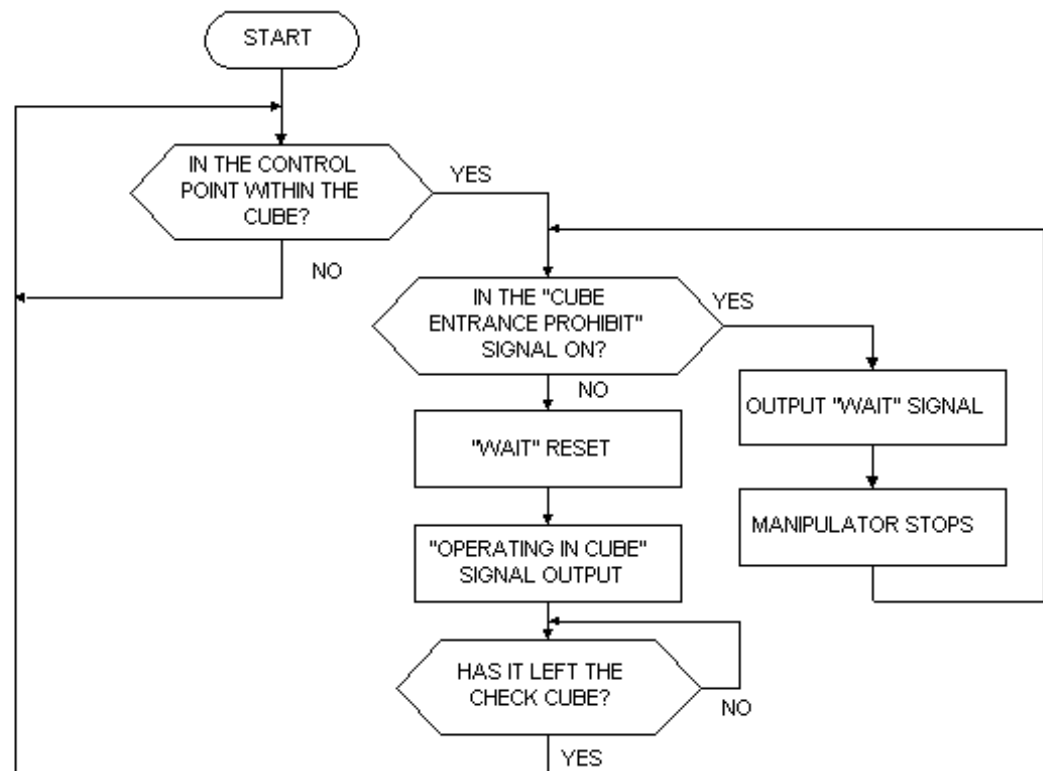 START
IN THE CONTROL
POINT WITHIN THE
CUBE?
YES
NO
IN THE "CUBE
ENTRANCE PROHIBIT"
SIGNAL ON?
YES
NO
OUTPUT "WAIT" SIGNAL
"WAIT" RESET
MANIPULATOR STOPS
"OPERATING IN CUBE"
SIGNAL OUTPUT
HAS IT LEFT THE
CHECK CUBE?
NO
YES